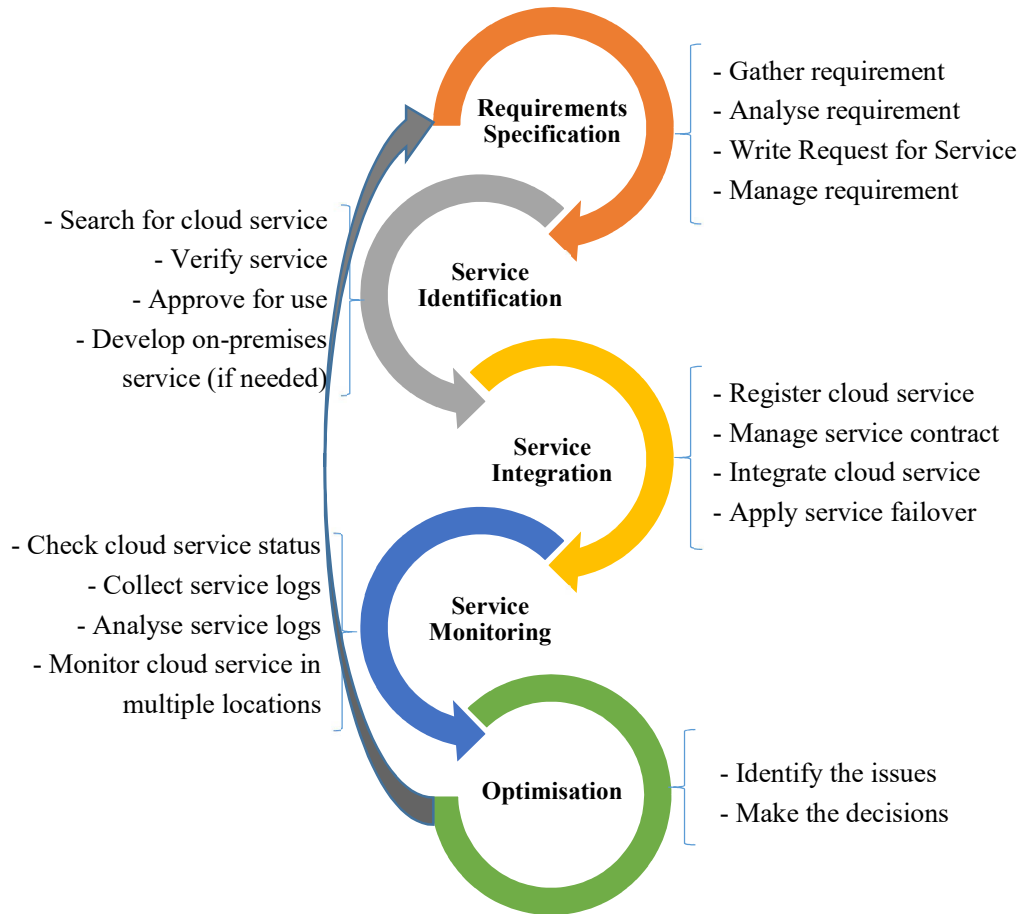 Requirements
Specification
- Gather requirement
- Analyse requirement
- Write Request for Service
- Manage requirement
Service
Identification
- Search for cloud service
- Verify service
- Approve for use
- Develop on-premises
service (if needed)
Service
Integration
- Register cloud service
- Manage service contract
- Integrate cloud service
- Apply service failover
Service
Monitoring
- Check cloud service status
- Collect service logs
- Analyse service logs
- Monitor cloud service in
multiple locations
Optimisation
- Identify the issues
- Make the decisions